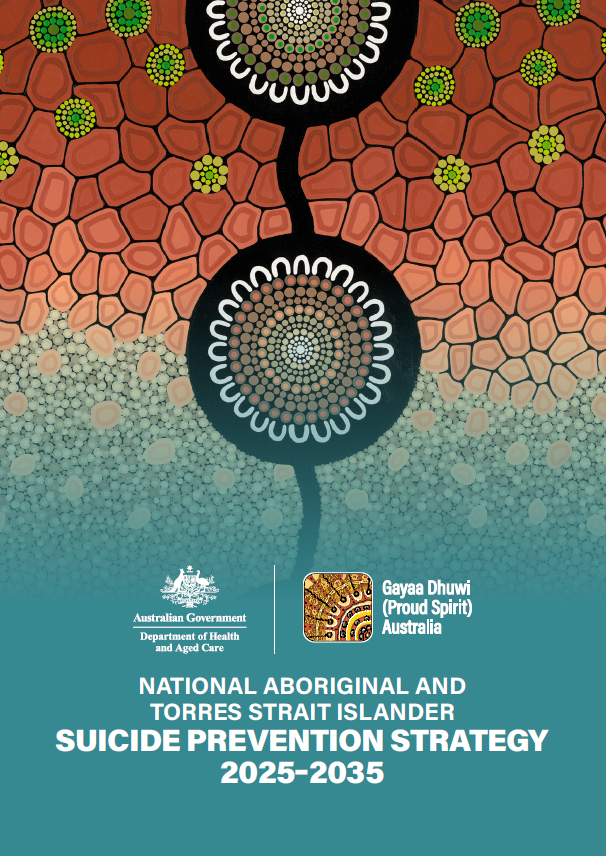 Australian Government
Department of Health
and Aged Care
Gayaa Dhuwi
(Proud Spirit)
Australia
NATIONAL ABORIGINAL AND
TORRES STRAIT ISLANDER
SUICIDE PREVENTION STRATEGY
2025–2035